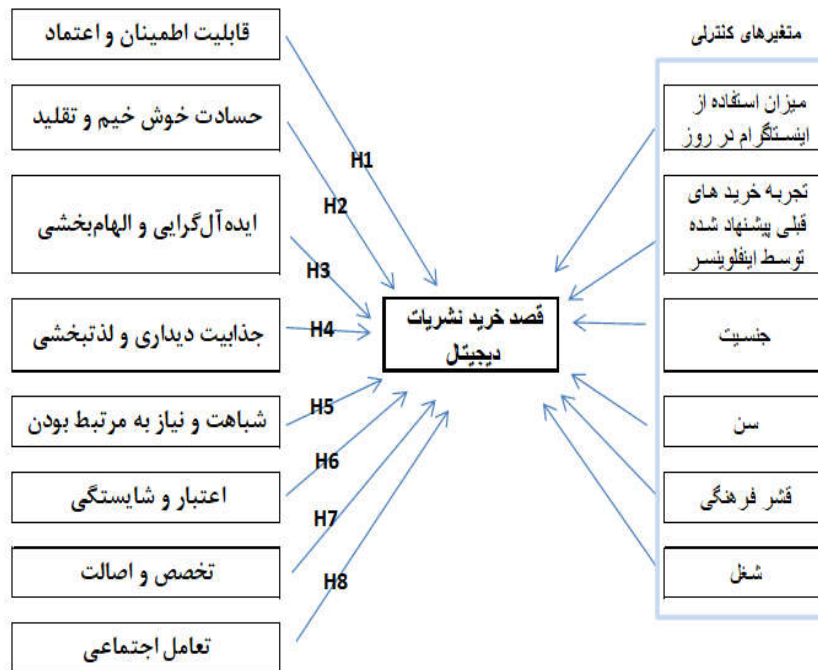 متغیرهای کنترلی
میزان استفاده از
اینستاگرام در روز
تجربه خرید های
قبلی پیشنهاد شده
توسط اینفلوینسر
جنسیت
سن
قشر فرهنگی
شغل
قصد خرید نشریات
دیجیتال
قابلیت اطمینان و اعتماد
حسادت خوش خیم و تقلید
ایده‌آل‌گرایی و الهام‌بخشی
جذابیت دیداری و لذتبخشی
شباهت و نیاز به مرتبط بودن
اعتبار و شایستگی
تخصص و اصالت
تعامل اجتماعی
H1
H2
H3
H4
H5
H6
H7
H8